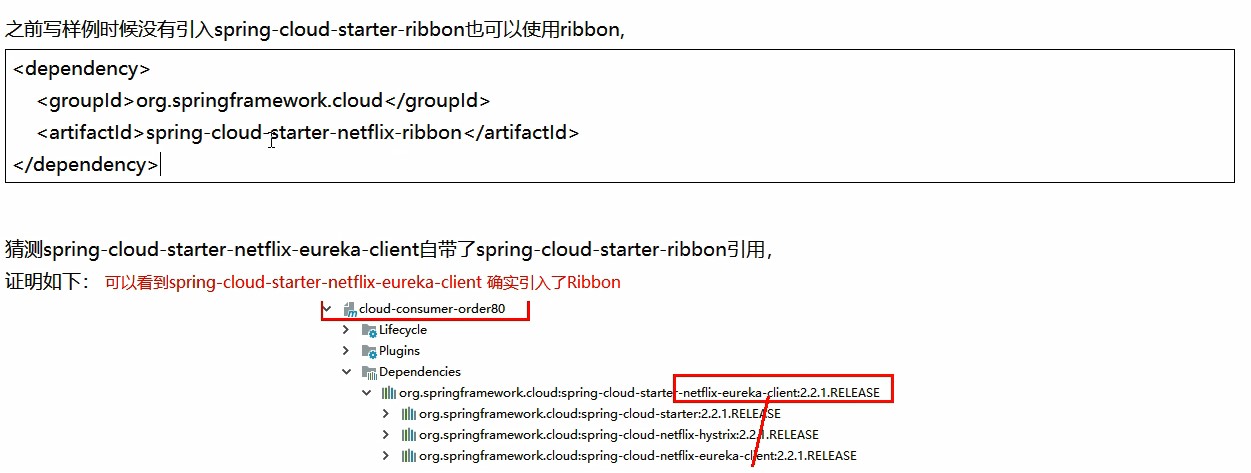 之前写样例时候没有引入spring-cloud-starter-ribbon也可以使用ribbon,
<dependency>
<groupId>org.springframework.cloud</groupId>
<artifactId>spring-cloud-starter-netflix-ribbon</artifactId>
</dependency>
猜测spring-cloud-starter-netflix-eureka-client自带了spring-cloud-starter-ribbon引用，
证明如下： 可以看到spring-cloud-starter-netflix-eureka-client 确实引入了Ribbon
cloud-consumer-order80
Lifecycle
Plugins
Dependencies
org.springframework.cloud:spring-cloud-starter-netflix-eureka-client:2.2.1.RELEASE
org.springframework.cloud:spring-cloud-starter:2.2.1.RELEASE
org.springframework.cloud:spring-cloud-netflix-hystrix:2.2.1.RELEASE
org.springframework.cloud:spring-cloud-netflix-eureka-client:2.2.1.RELEASE